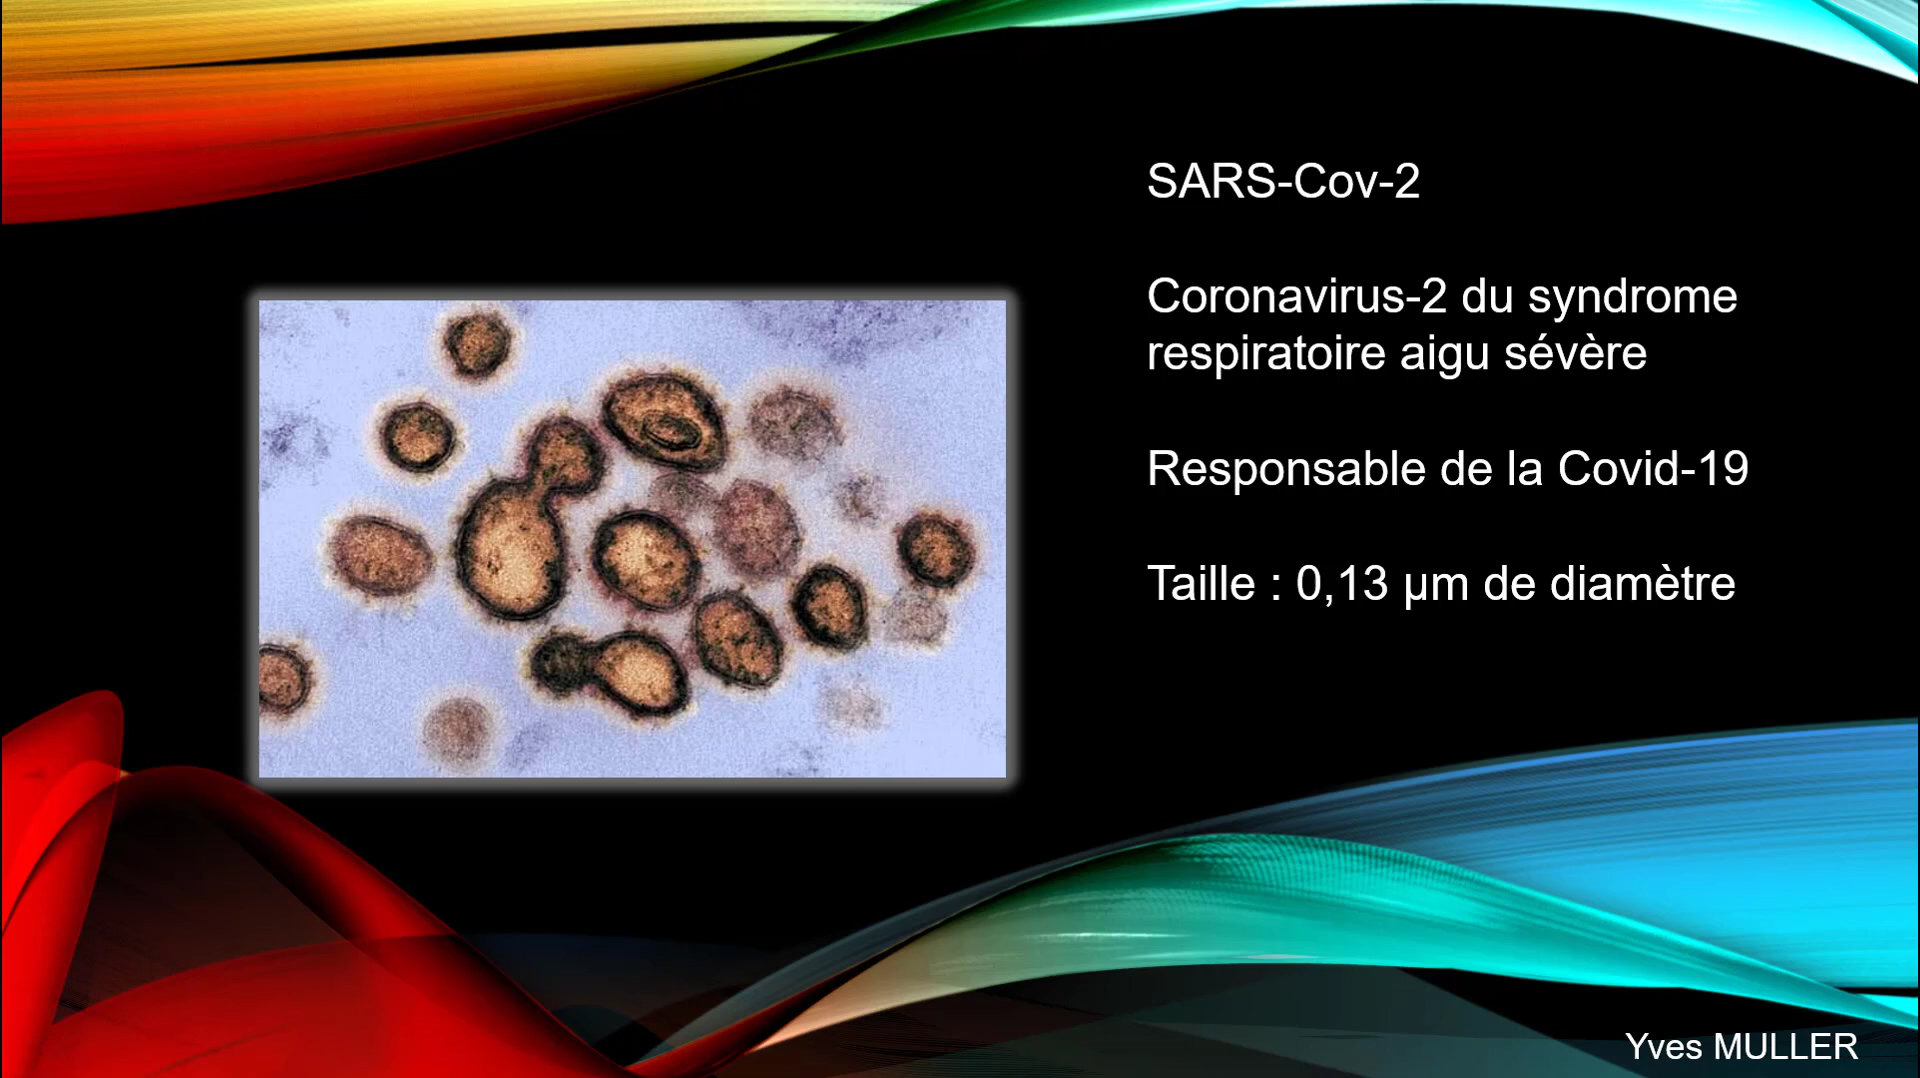 SARS-Cov-2
Coronavirus-2 du syndrome
respiratoire aigu sévère
Responsable de la Covid-19
Taille : 0,13 µm de diamètre
Yves MULLER